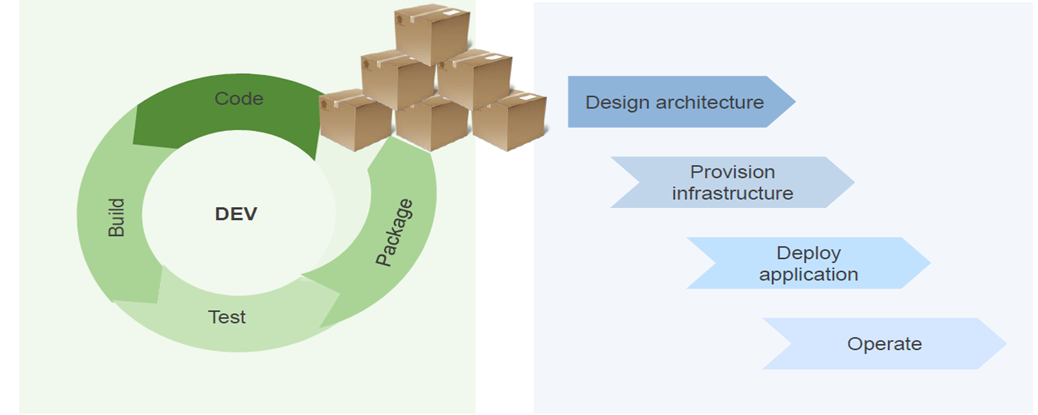 Code
Build
DEV
Package
Test
Design architecture
Provision
infrastructure
Deploy
application
Operate